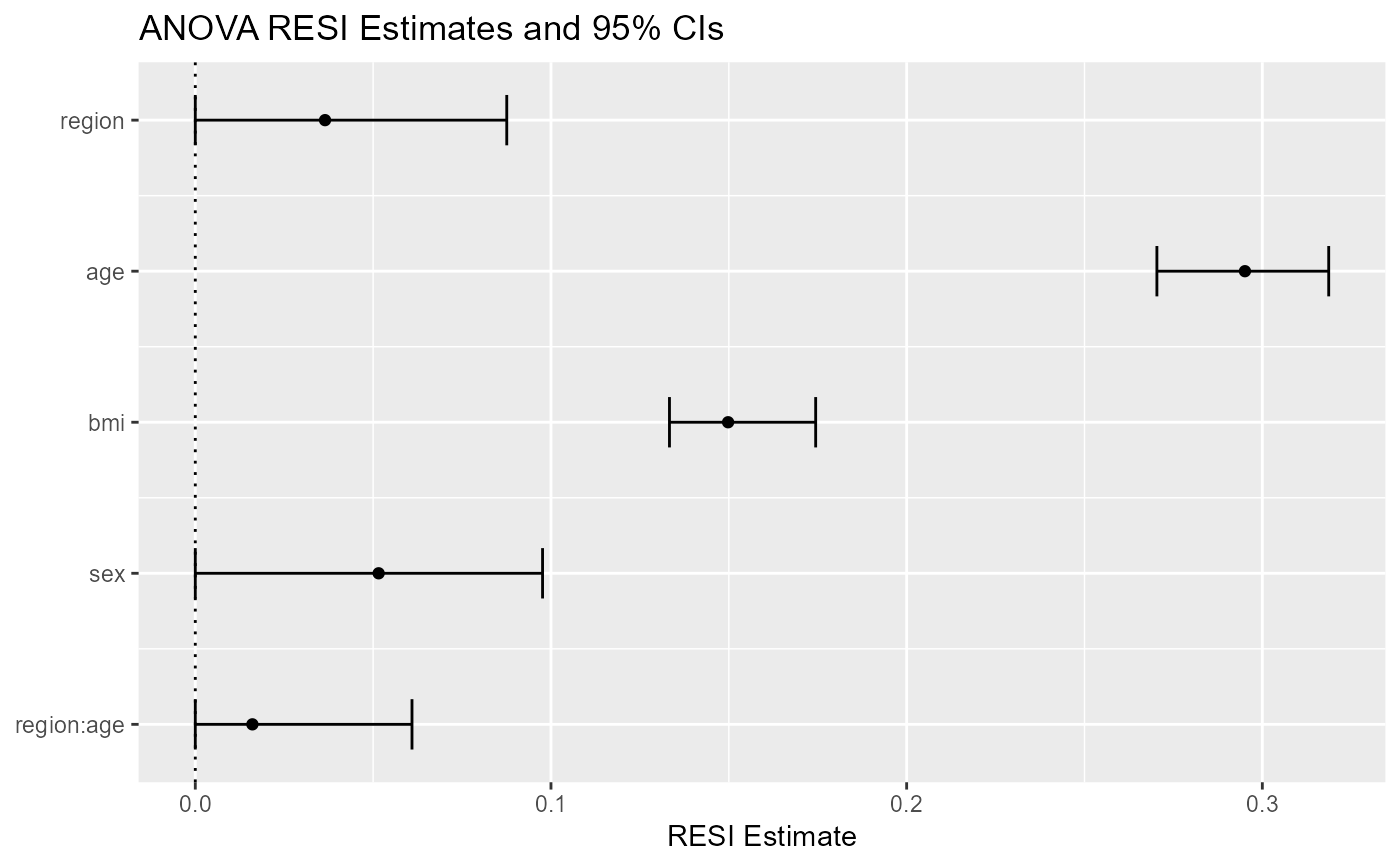 ANOVA RESI Estimates and 95% CIs
region
age
bmi
sex
region:age
0.0 0.1 0.2 0.3
RESI Estimate